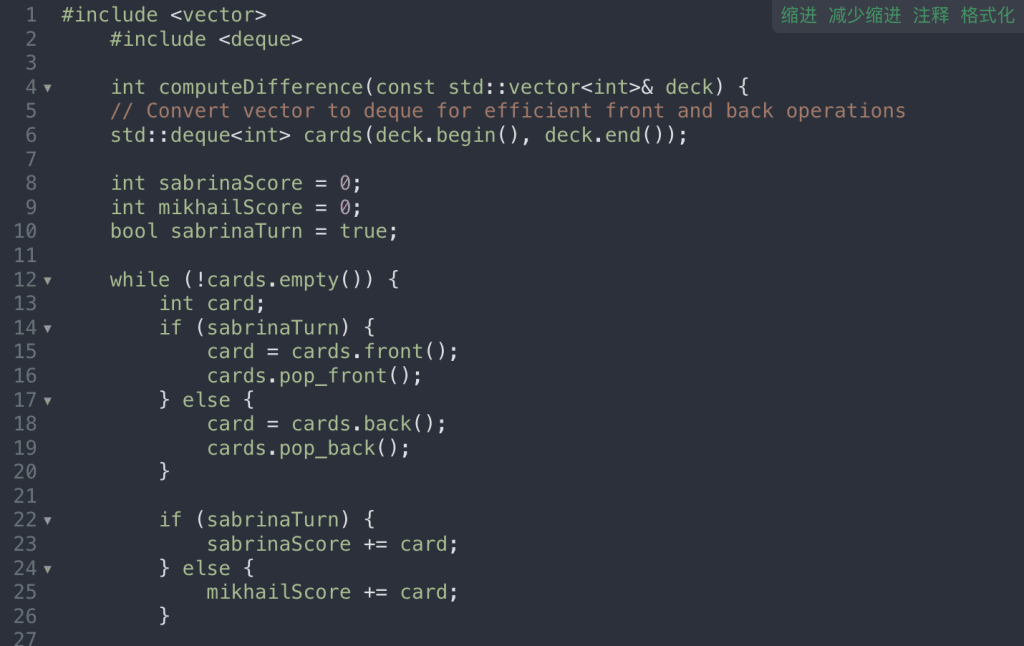 缩进 减少缩进 注释 格式化
1 #include <vector>
2     #include <deque>
3
4     int computeDifference(const std::vector<int>& deck) {
5     // Convert vector to deque for efficient front and back operations
6     std::deque<int> cards(deck.begin(), deck.end());
7
8     int sabrinaScore = 0;
9     int mikhailScore = 0;
10     bool sabrinaTurn = true;
11
12     while (!cards.empty()) {
13         int card;
14         if (sabrinaTurn) {
15             card = cards.front();
16             cards.pop_front();
17         } else {
18             card = cards.back();
19             cards.pop_back();
20         }
21
22         if (sabrinaTurn) {
23             sabrinaScore += card;
24         } else {
25             mikhailScore += card;
26         }
27